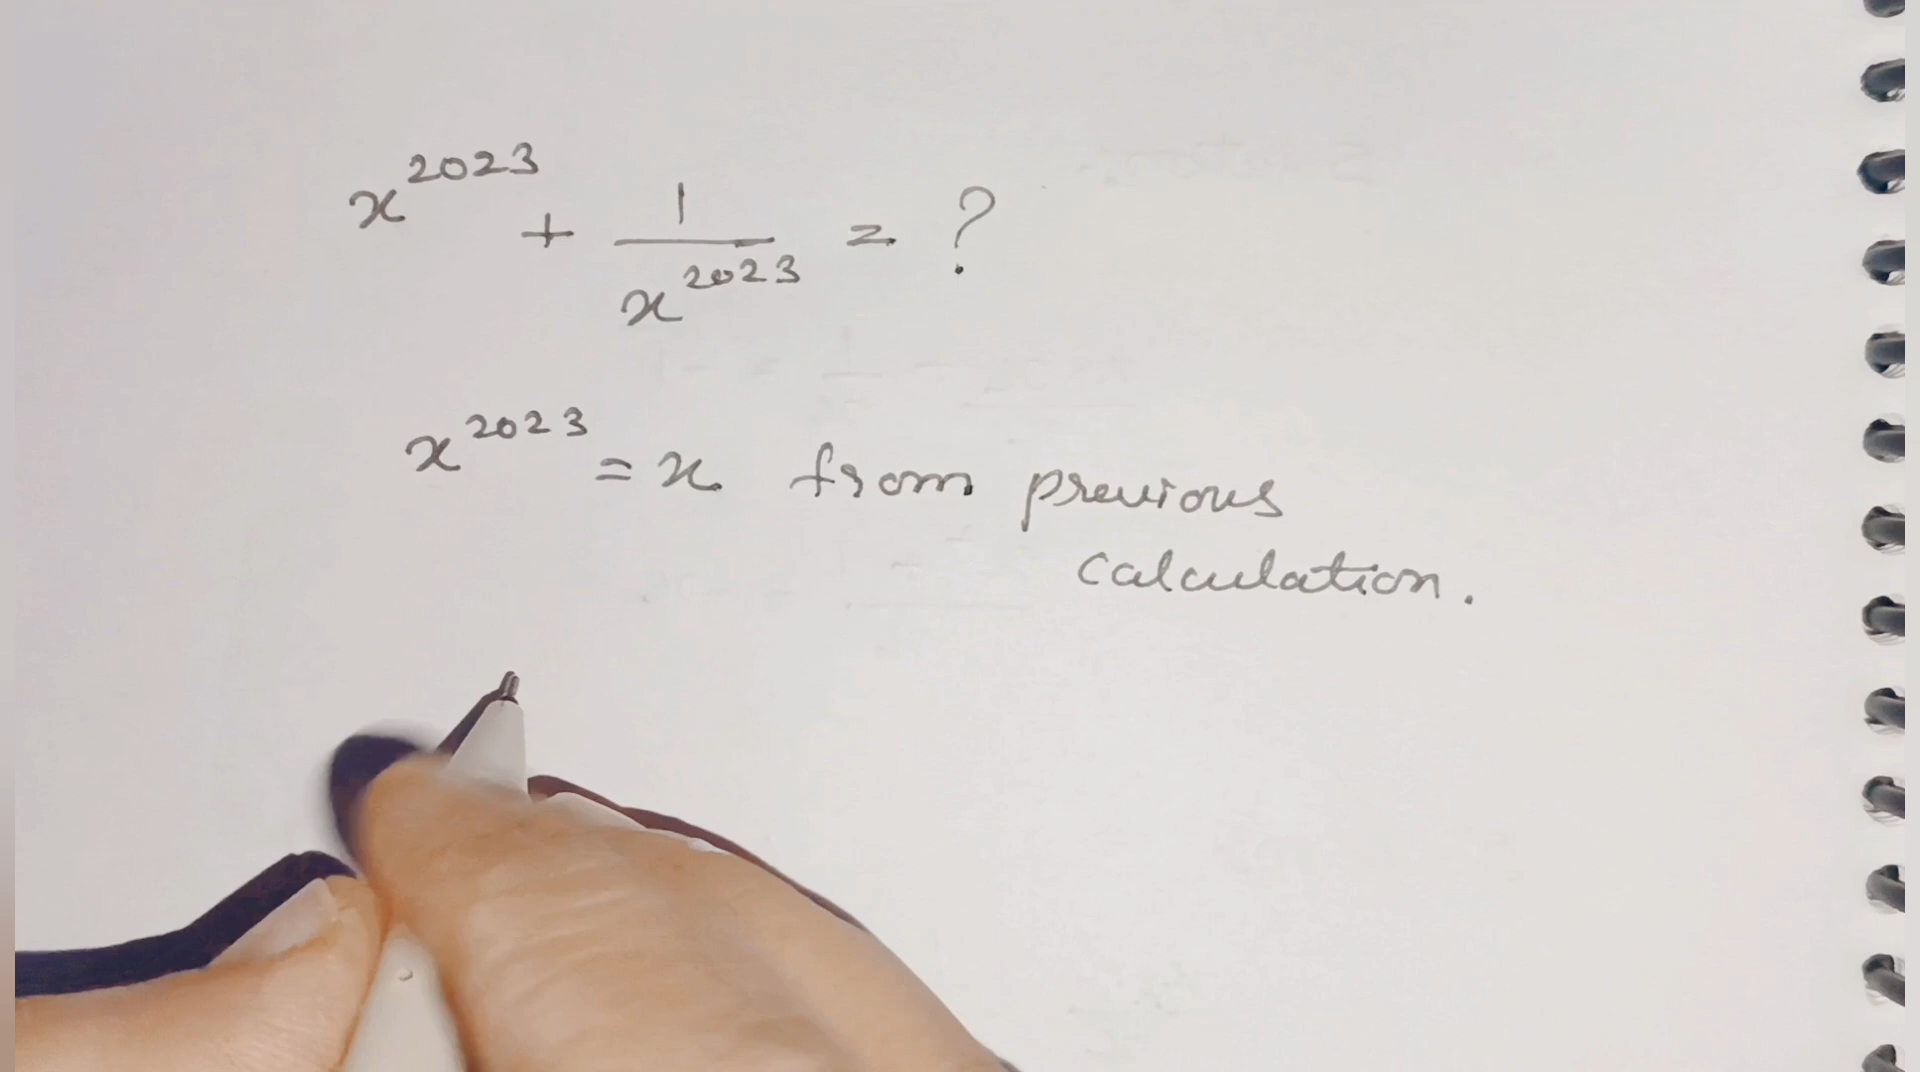 x^2023 + 1/x^2023 = ?
x^2023 = x from previous
calculation.